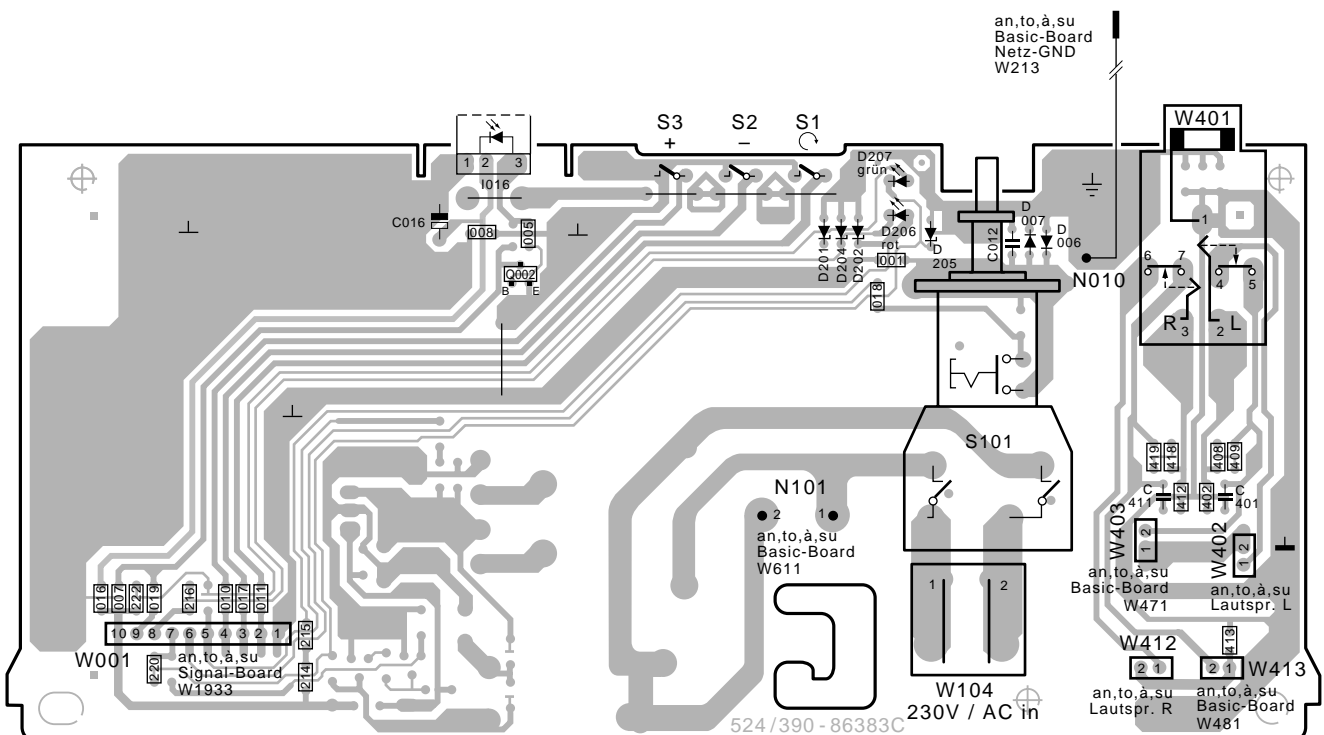 an,to,à,su
Basic-Board
Netz-GND
W213
W401
S3
+
S2
−
S1
1
2
3
I016
C016
008
005
Q002
B
E
D207
grün
D206
rot
001
D201
D204
D202
D
205
018
C012
D
007
D
006
N010
1
6
7
4
5
R
3
2
L
S101
419
418
408
409
C
411
412
402
C
401
N101
2
1
an,to,à,su
Basic-Board
W611
W403
1 2
W402
1 2
an,to,à,su
Basic-Board
W471
an,to,à,su
Lautspr. L
016
007
222
019
216
010
017
011
10 9 8 7 6 5 4 3 2 1
215
W001
220
an,to,à,su
Signal-Board
W1933
214
1
2
W104
230V / AC in
524/390-86383C
W412
2 1
an,to,à,su
Lautspr. R
413
2 1
W413
an,to,à,su
Basic-Board
W481